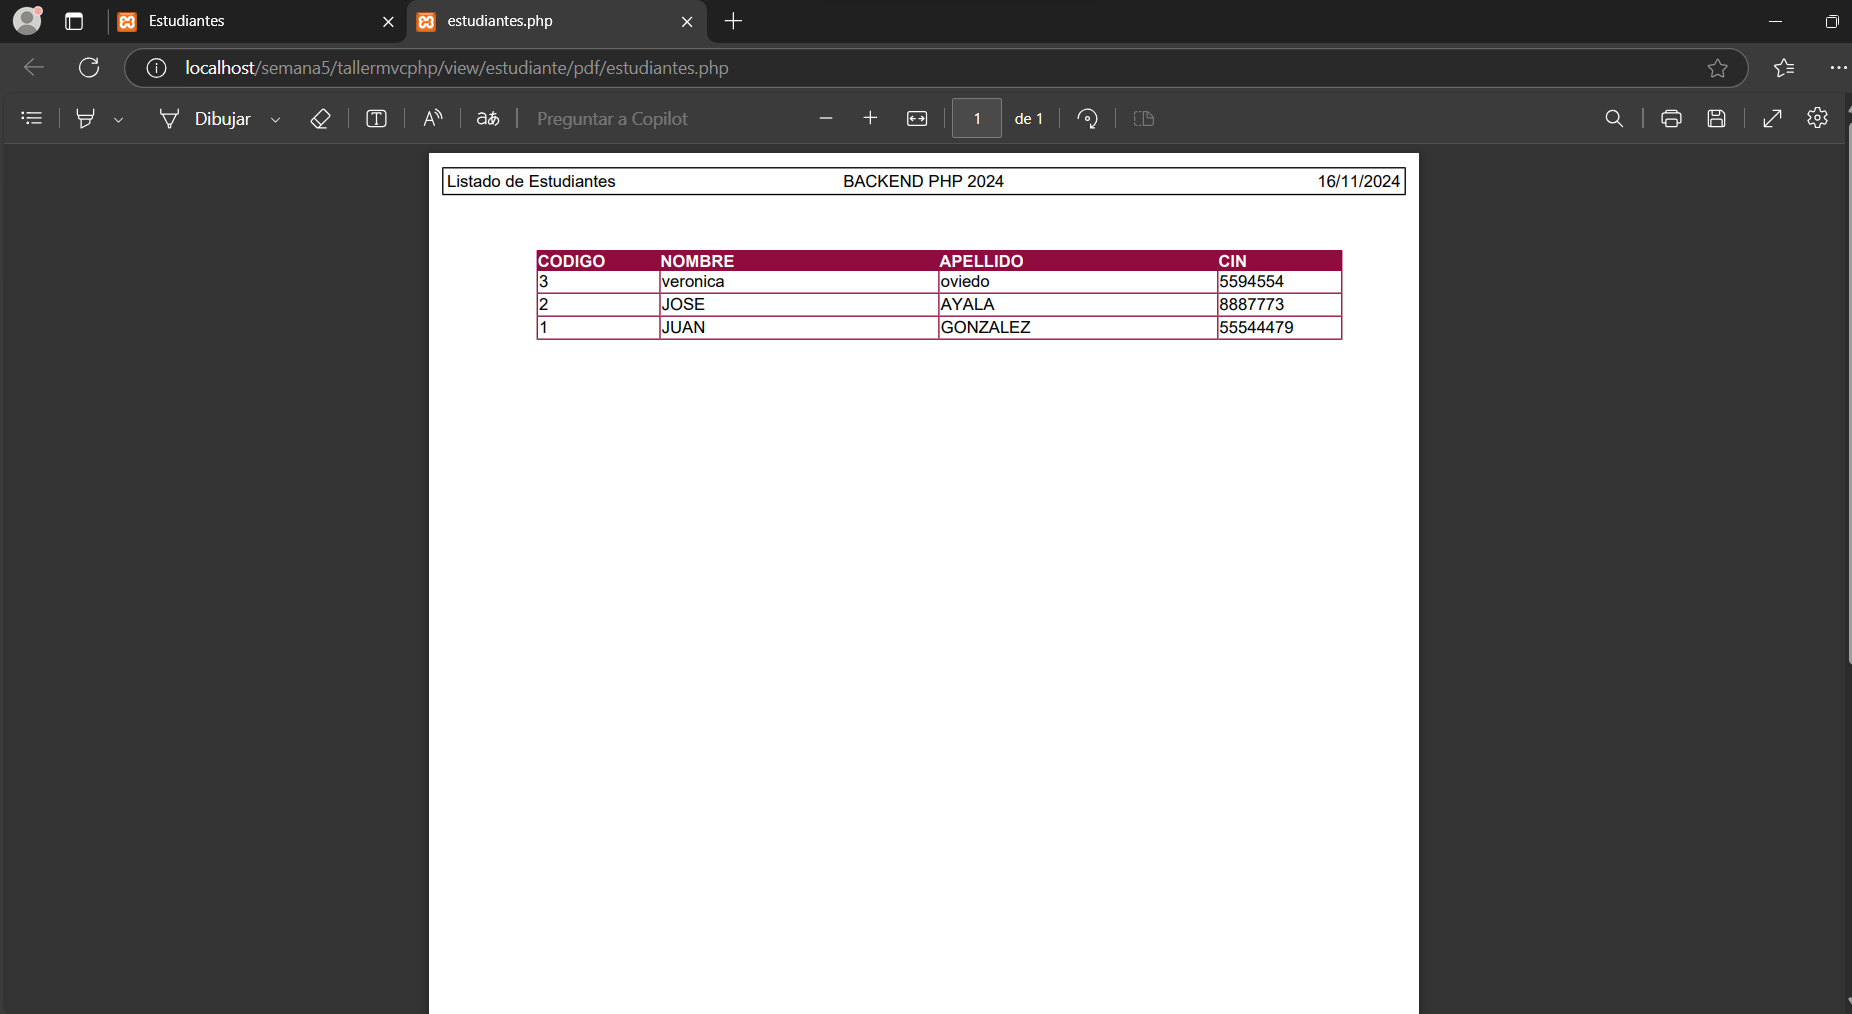 Estudiantes
estudiantes.php
localhost/semana5/tallermvcphp/view/estudiante/pdf/estudiantes.php
Dibujar
Preguntar a Copilot
1 de 1
Listado de Estudiantes BACKEND PHP 2024 16/11/2024
CODIGO NOMBRE APELLIDO CIN
3 veronica oviedo 5594554
2 JOSE AYALA 8887773
1 JUAN GONZALEZ 55544479